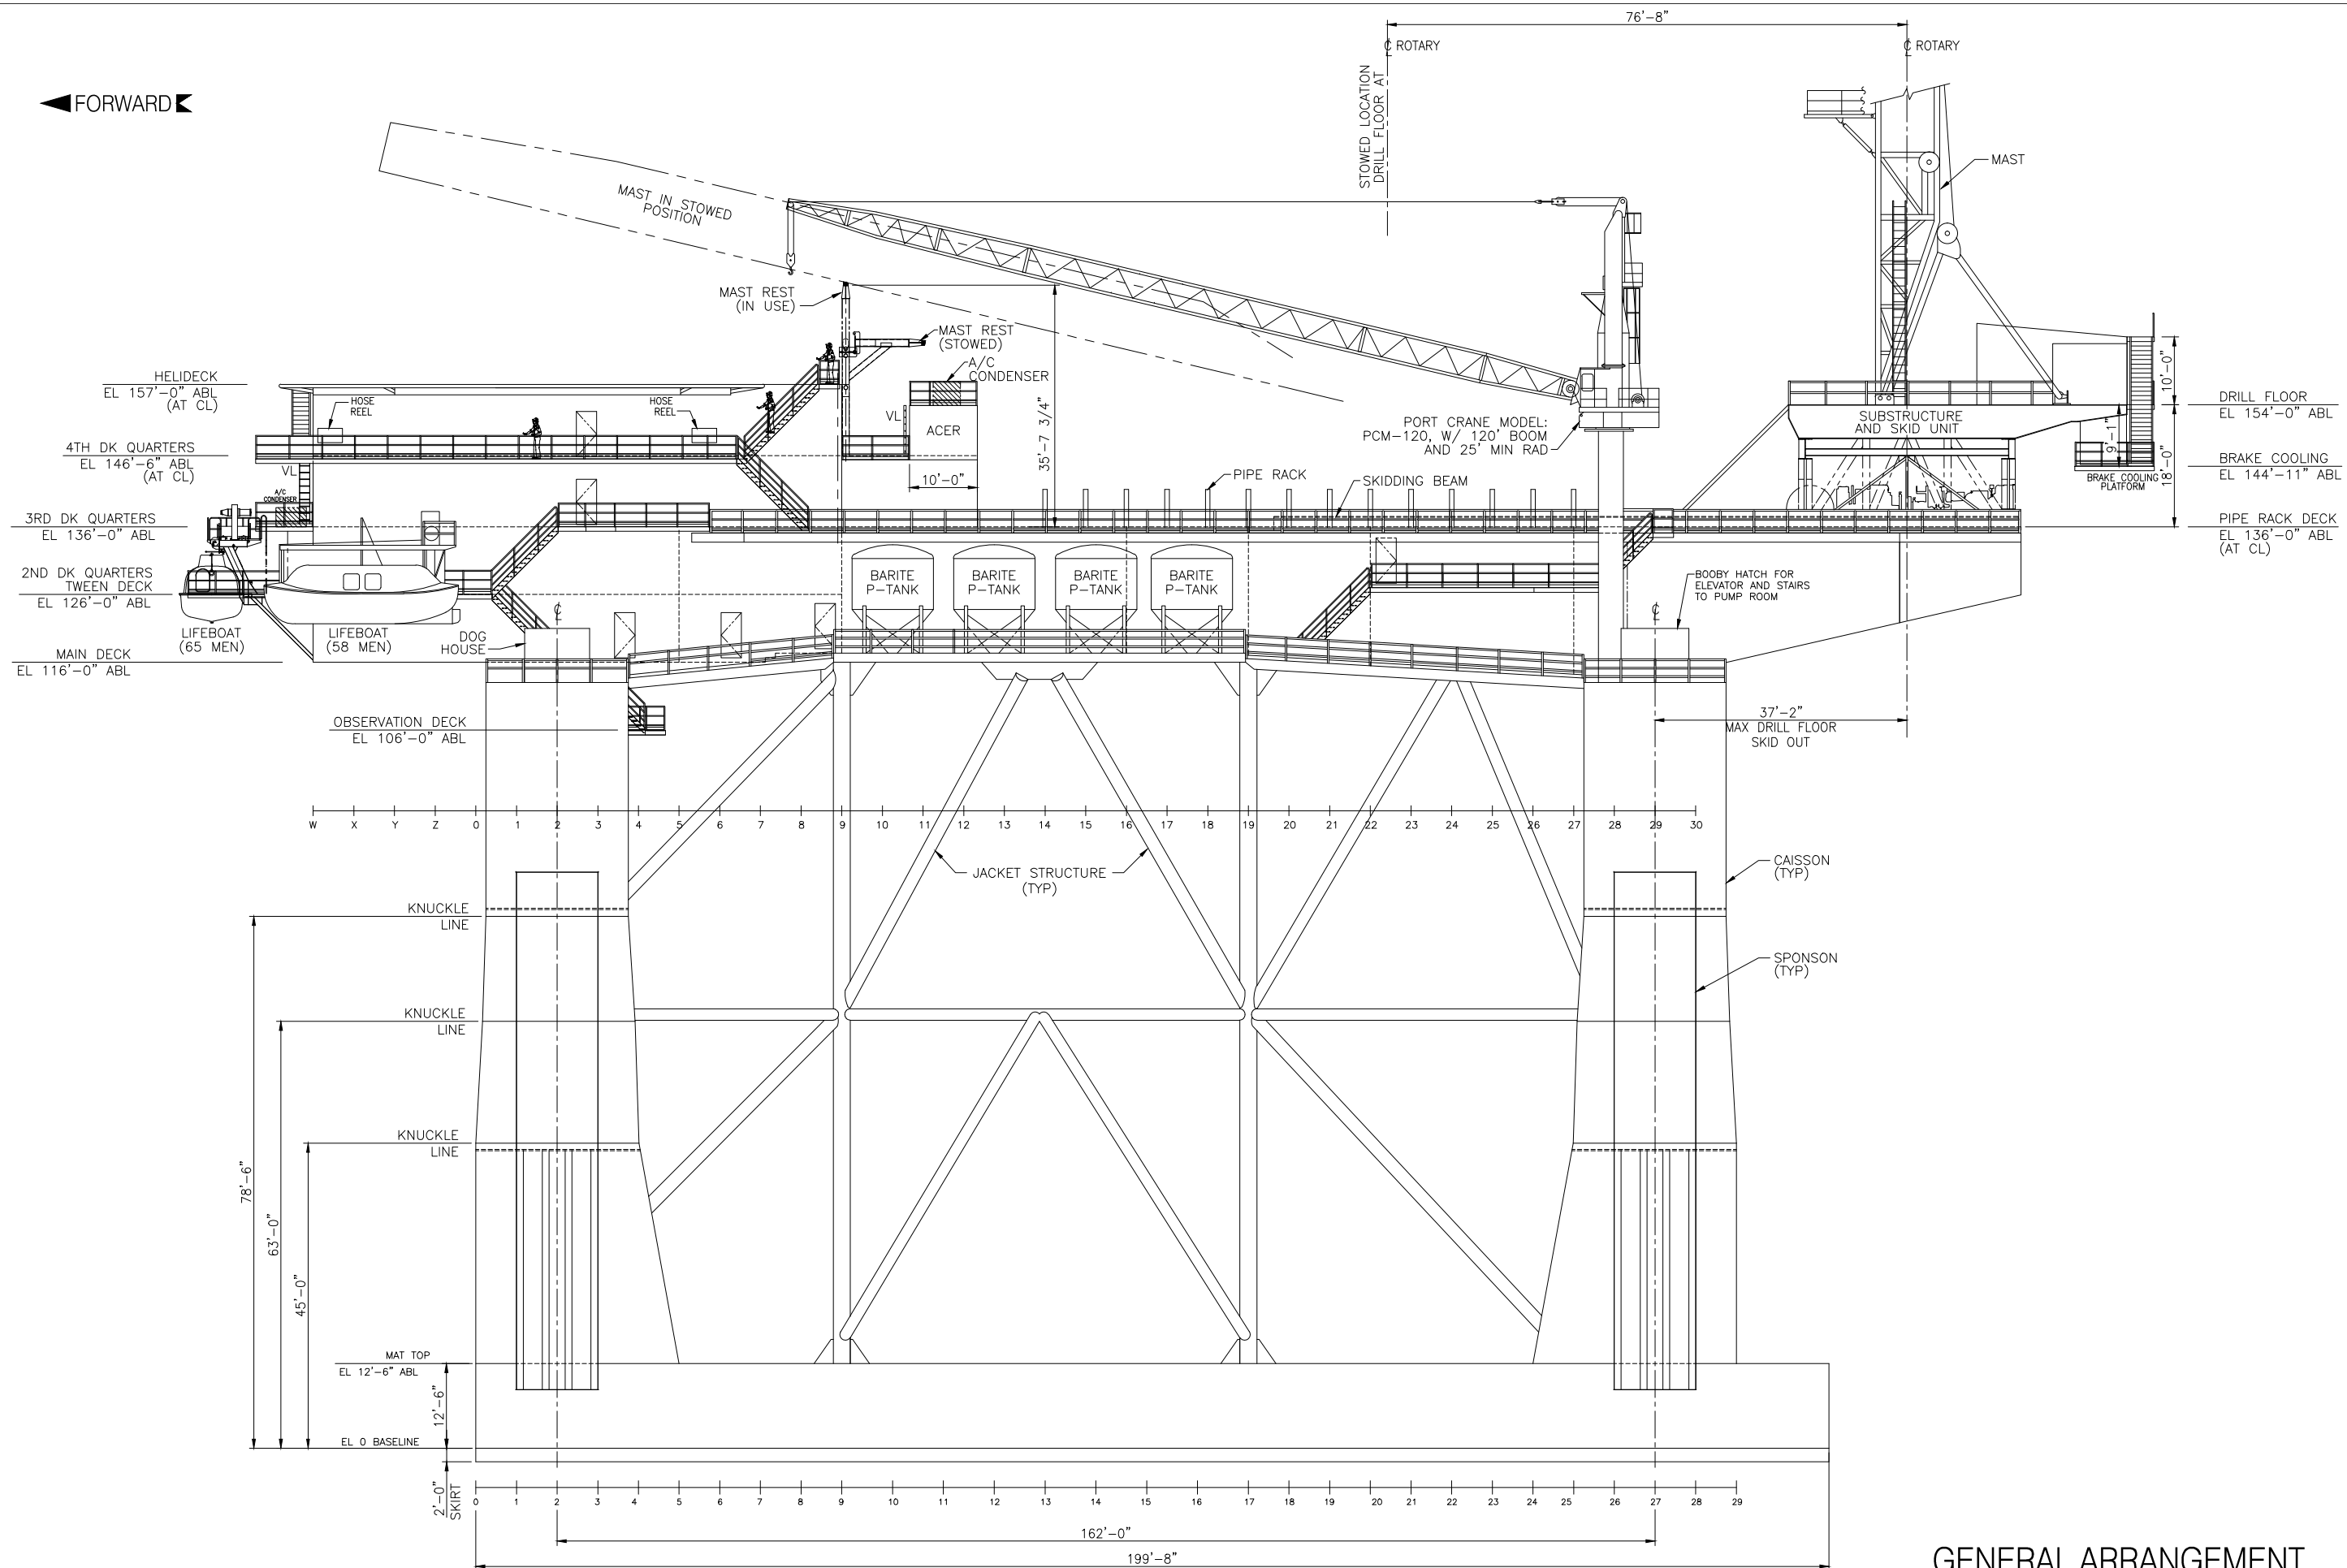 76'-8"
℄ ROTARY
℄ ROTARY
STOWED LOCATION
DRILL FLOOR AT
FORWARD
MAST
MAST IN STOWED
POSITION
MAST REST
(IN USE)
MAST REST
(STOWED)
A/C
CONDENSER
HELIDECK
EL 157'-0" ABL
(AT CL)
HOSE
REEL
HOSE
REEL
VL
ACER
35'-7 3/4"
10'-0"
PORT CRANE MODEL:
PCM-120, W/ 120' BOOM
AND 25' MIN RAD
SUBSTRUCTURE
AND SKID UNIT
10'-0"
DRILL FLOOR
EL 154'-0" ABL
9'-1"
18'-0"
4TH DK QUARTERS
EL 146'-6" ABL
(AT CL)
VL
A/C
CONDENSER
PIPE RACK
SKIDDING BEAM
BRAKE COOLING
PLATFORM
BRAKE COOLING
EL 144'-11" ABL
3RD DK QUARTERS
EL 136'-0" ABL
PIPE RACK DECK
EL 136'-0" ABL
(AT CL)
2ND DK QUARTERS
TWEEN DECK
EL 126'-0" ABL
BARITE
P-TANK
BARITE
P-TANK
BARITE
P-TANK
BARITE
P-TANK
BOOBY HATCH FOR
ELEVATOR AND STAIRS
TO PUMP ROOM
℄
℄
LIFEBOAT
(65 MEN)
LIFEBOAT
(58 MEN)
DOG
HOUSE
MAIN DECK
EL 116'-0" ABL
OBSERVATION DECK
EL 106'-0" ABL
37'-2"
MAX DRILL FLOOR
SKID OUT
W X Y Z 0 1 2 3 4 5 6 7 8 9 10 11 12 13 14 15 16 17 18 19 20 21 22 23 24 25 26 27 28 29 30
JACKET STRUCTURE
(TYP)
CAISSON
(TYP)
KNUCKLE
LINE
SPONSON
(TYP)
KNUCKLE
LINE
KNUCKLE
LINE
78'-6"
63'-0"
45'-0"
MAT TOP
EL 12'-6" ABL
12'-6"
EL 0 BASELINE
2'-0"
SKIRT
0 1 2 3 4 5 6 7 8 9 10 11 12 13 14 15 16 17 18 19 20 21 22 23 24 25 26 27 28 29
162'-0"
199'-8"
GENERAL ARRANGEMENT